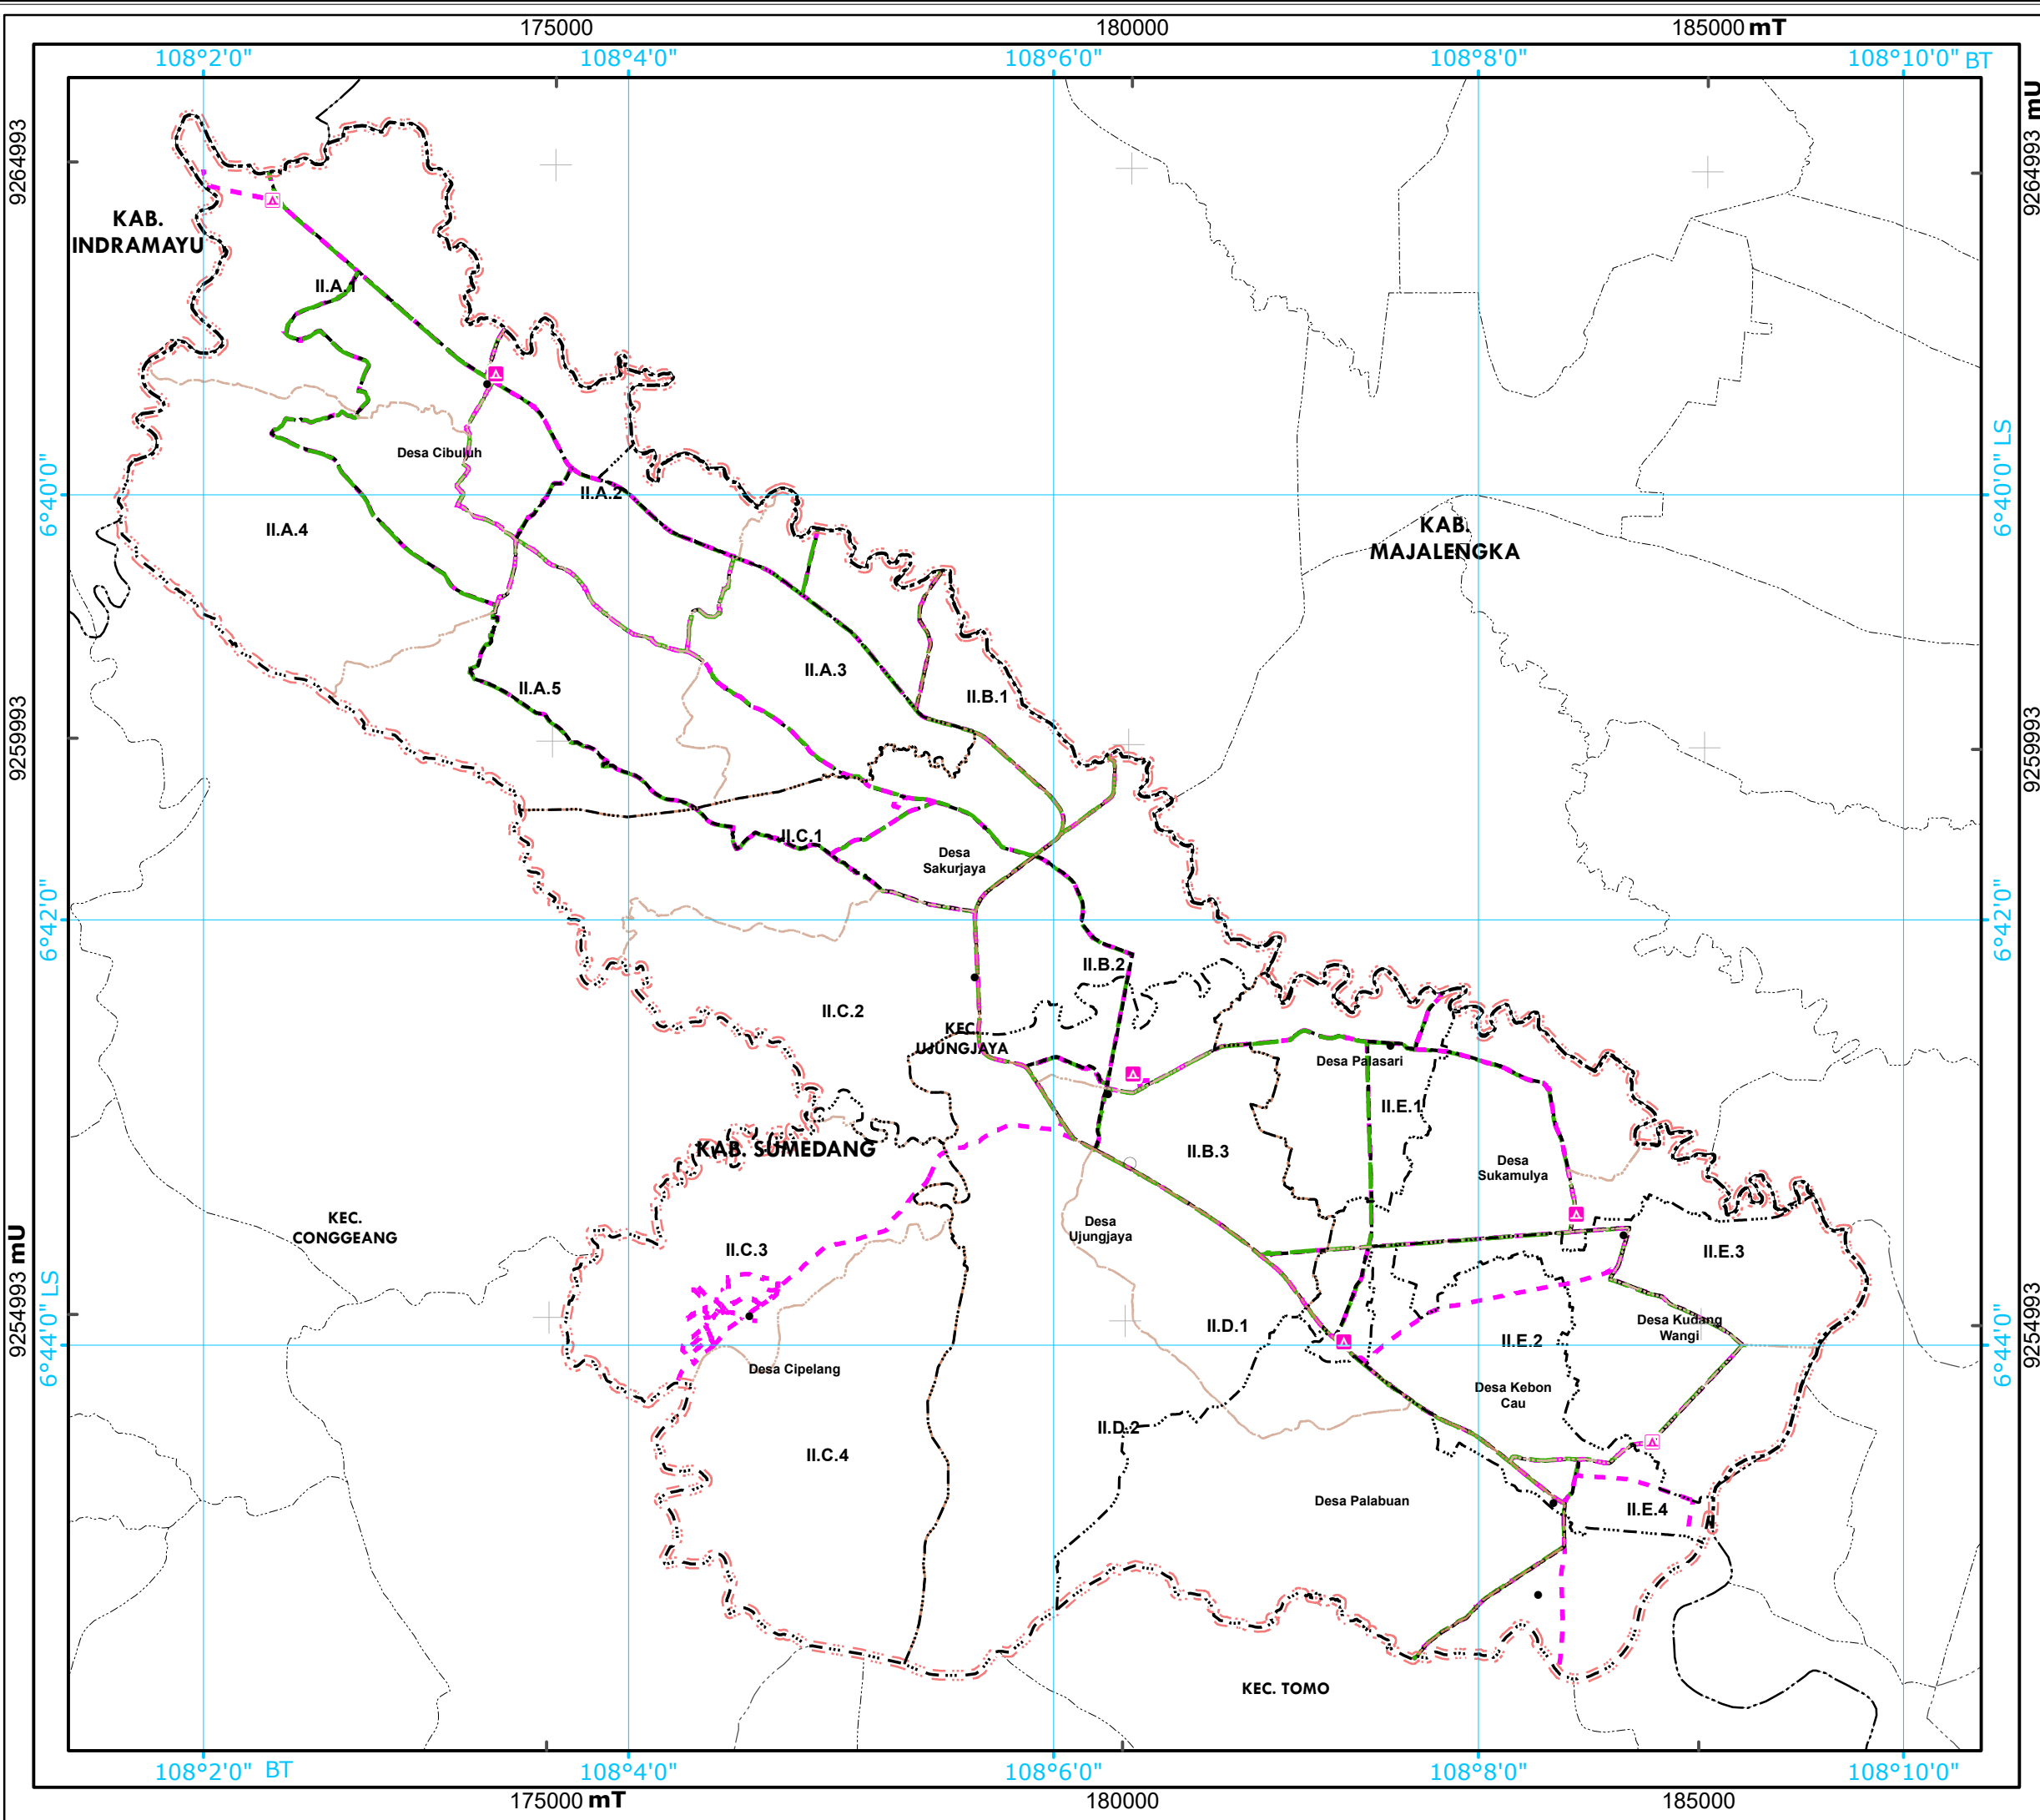 175000
180000
185000 mT
108°2'0"
108°4'0"
108°6'0"
108°8'0"
108°10'0" BT
9264993
9264993 mU
KAB.
INDRAMAYU
II.A.1
Desa Cibuluh
6°40'0"
6°40'0" LS
II.A.2
II.A.4
KAB.
MAJALENGKA
II.A.3
II.A.5
II.B.1
9259993
9259993
II.C.1
Desa
Sakurjaya
6°42'0"
6°42'0"
II.B.2
II.C.2
KEC.
UJUNGJAYA
Desa Palasari
II.E.1
KAB. SUMEDANG
II.B.3
Desa
Sukamulya
KEC.
CONGGEANG
Desa
Ujungjaya
II.C.3
II.E.3
9254993 mU
9254993
6°44'0" LS
6°44'0"
II.D.1
Desa Kudang
Wangi
II.E.2
Desa Cipelang
Desa Kebon
Cau
II.D.2
II.C.4
Desa Palabuan
II.E.4
KEC. TOMO
108°2'0" BT
108°4'0"
108°6'0"
108°8'0"
108°10'0"
175000 mT
180000
185000